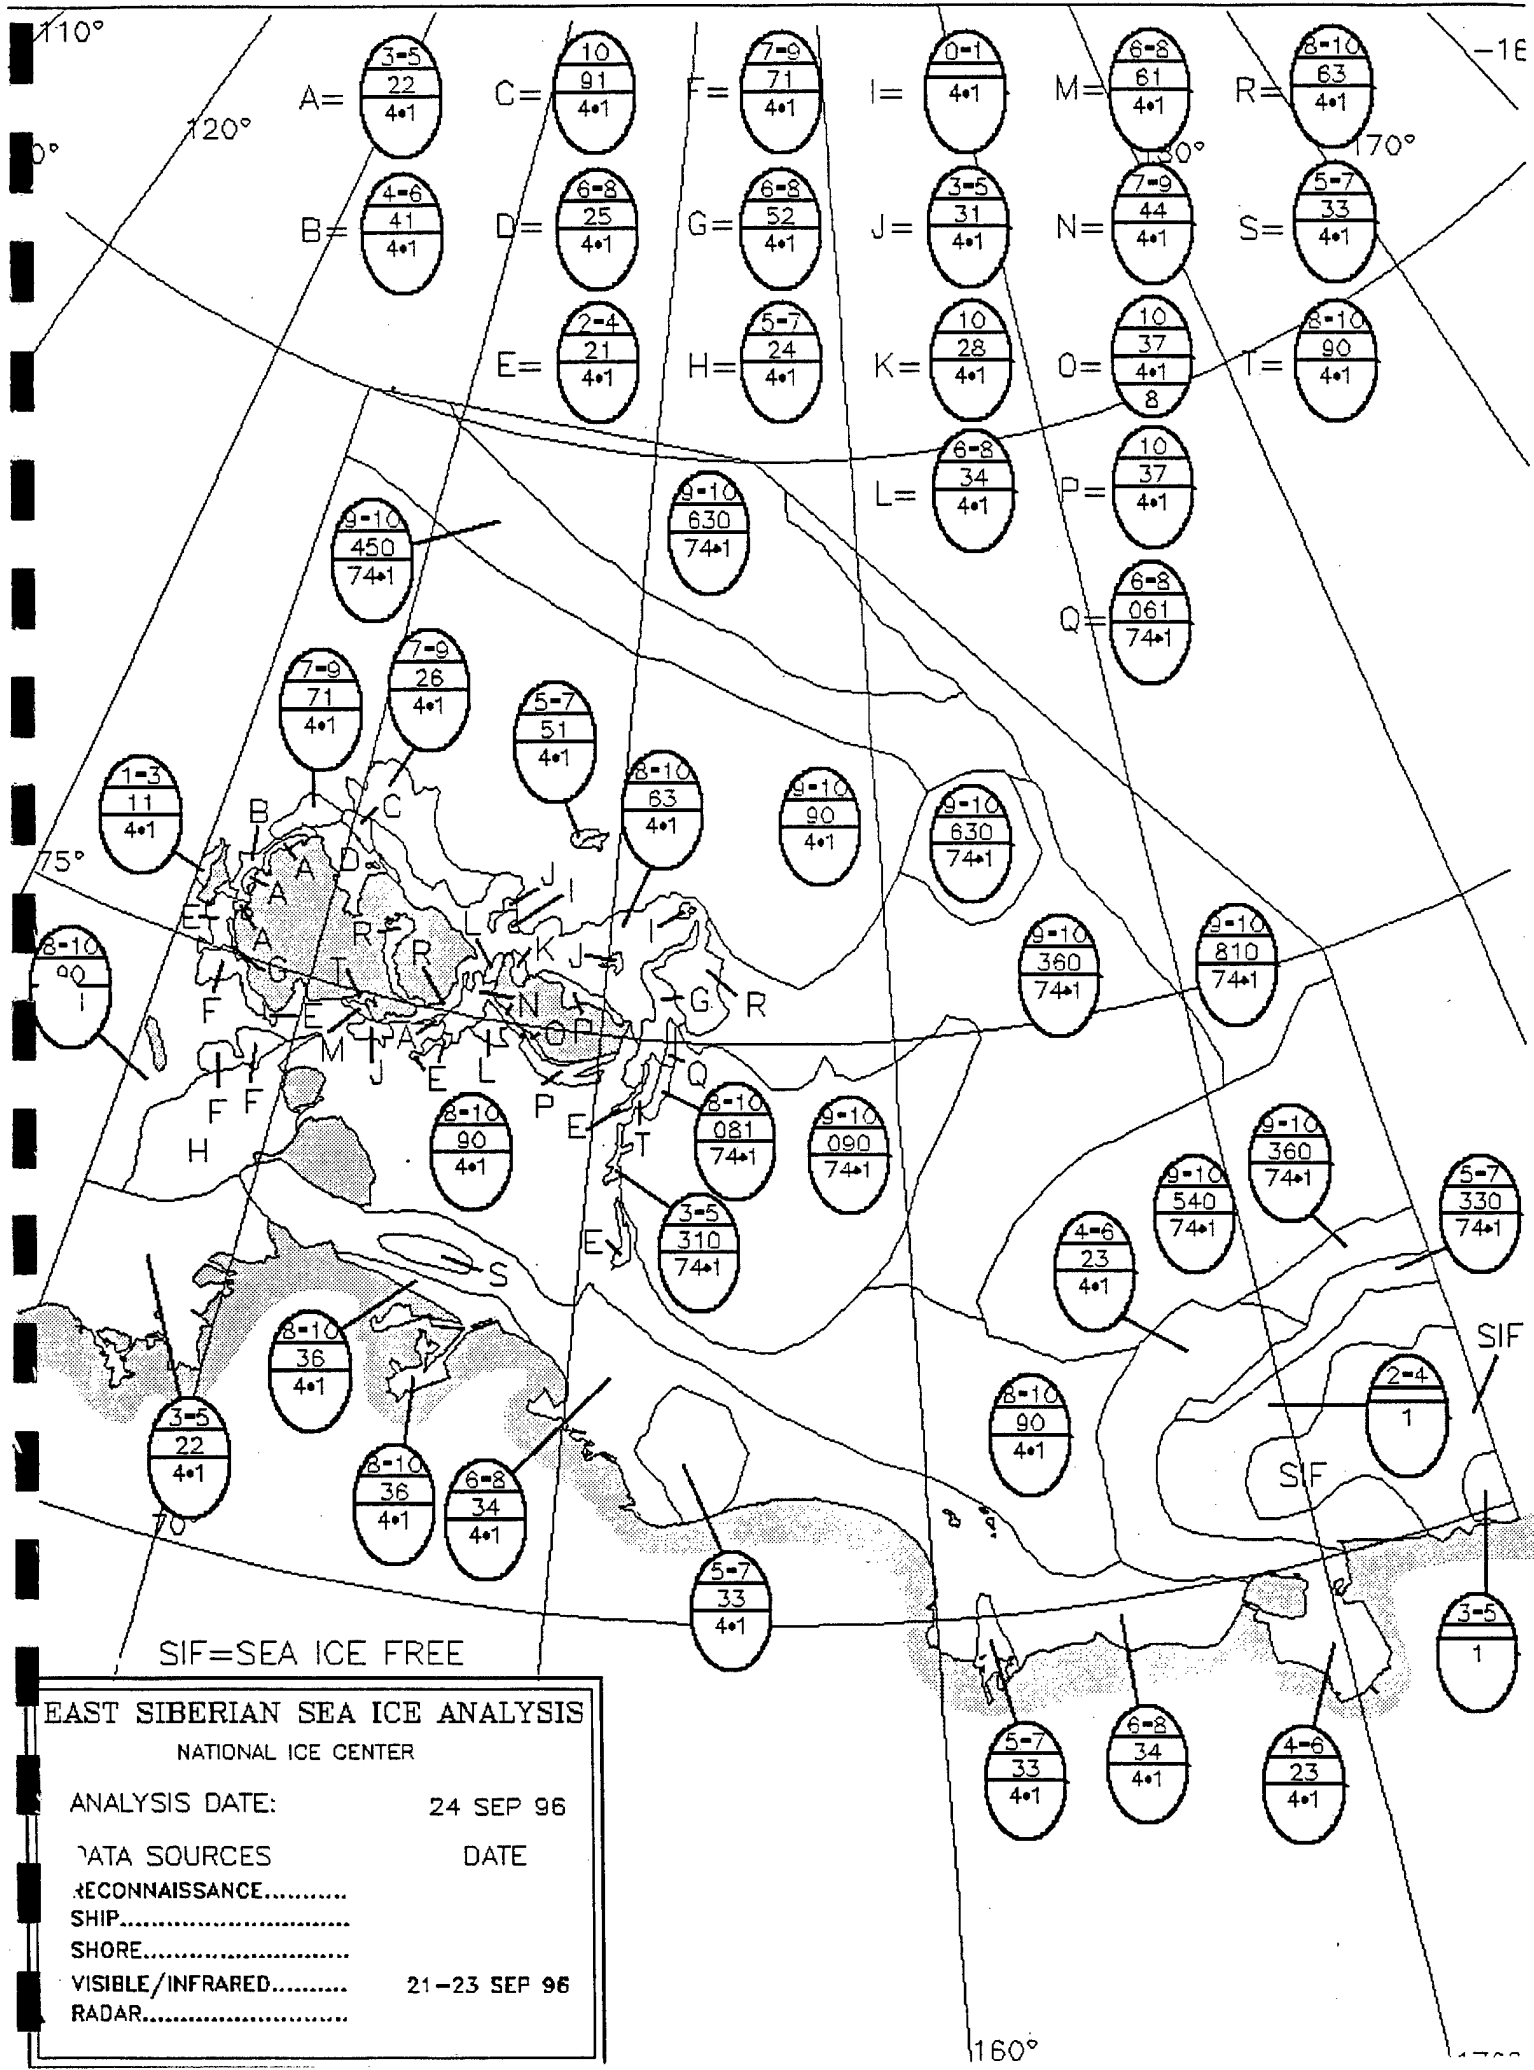 110°
-16
120°
0°
130°
170°
A=
3-5
22
4•1
C=
10
91
4•1
F=
7-9
71
4•1
I=
0-1
4•1
M=
6-8
61
4•1
R=
8-10
63
4•1
B=
4-6
41
4•1
D=
6-8
25
4•1
G=
6-8
52
4•1
J=
3-5
31
4•1
N=
7-9
44
4•1
S=
5-7
33
4•1
E=
2-4
21
4•1
H=
5-7
24
4•1
K=
10
28
4•1
O=
10
37
4•1
8
T=
8-10
90
4•1
L=
6-8
34
4•1
P=
10
37
4•1
Q=
6-8
061
74•1
9-10
450
74•1
9-10
630
74•1
7-9
71
4•1
7-9
26
4•1
5-7
51
4•1
1-3
11
4•1
8-10
63
4•1
9-10
90
4•1
9-10
630
74•1
B
C
75°
A
D
A
J
I
E
A
R
L
I
8-10
90
1
G
T
R
K
J
9-10
360
74•1
9-10
810
74•1
F
E
N
G
R
M
J
A
E
L
O
P
Q
F
F
P
E
T
H
8-10
90
4•1
8-10
081
74•1
9-10
090
74•1
9-10
360
74•1
9-10
540
74•1
5-7
330
74•1
3-5
310
74•1
4-6
23
4•1
E
S
8-10
36
4•1
SIF
2-4
1
3-5
22
4•1
8-10
36
4•1
6-8
34
4•1
8-10
90
4•1
SIF
70
5-7
33
4•1
3-5
1
5-7
33
4•1
6-8
34
4•1
4-6
23
4•1
SIF=SEA ICE FREE
EAST SIBERIAN SEA ICE ANALYSIS
NATIONAL ICE CENTER
ANALYSIS DATE: 24 SEP 96
DATA SOURCES DATE
RECONNAISSANCE...........
SHIP............................
SHORE.........................
VISIBLE/INFRARED.......... 21-23 SEP 96
RADAR.........................
160°